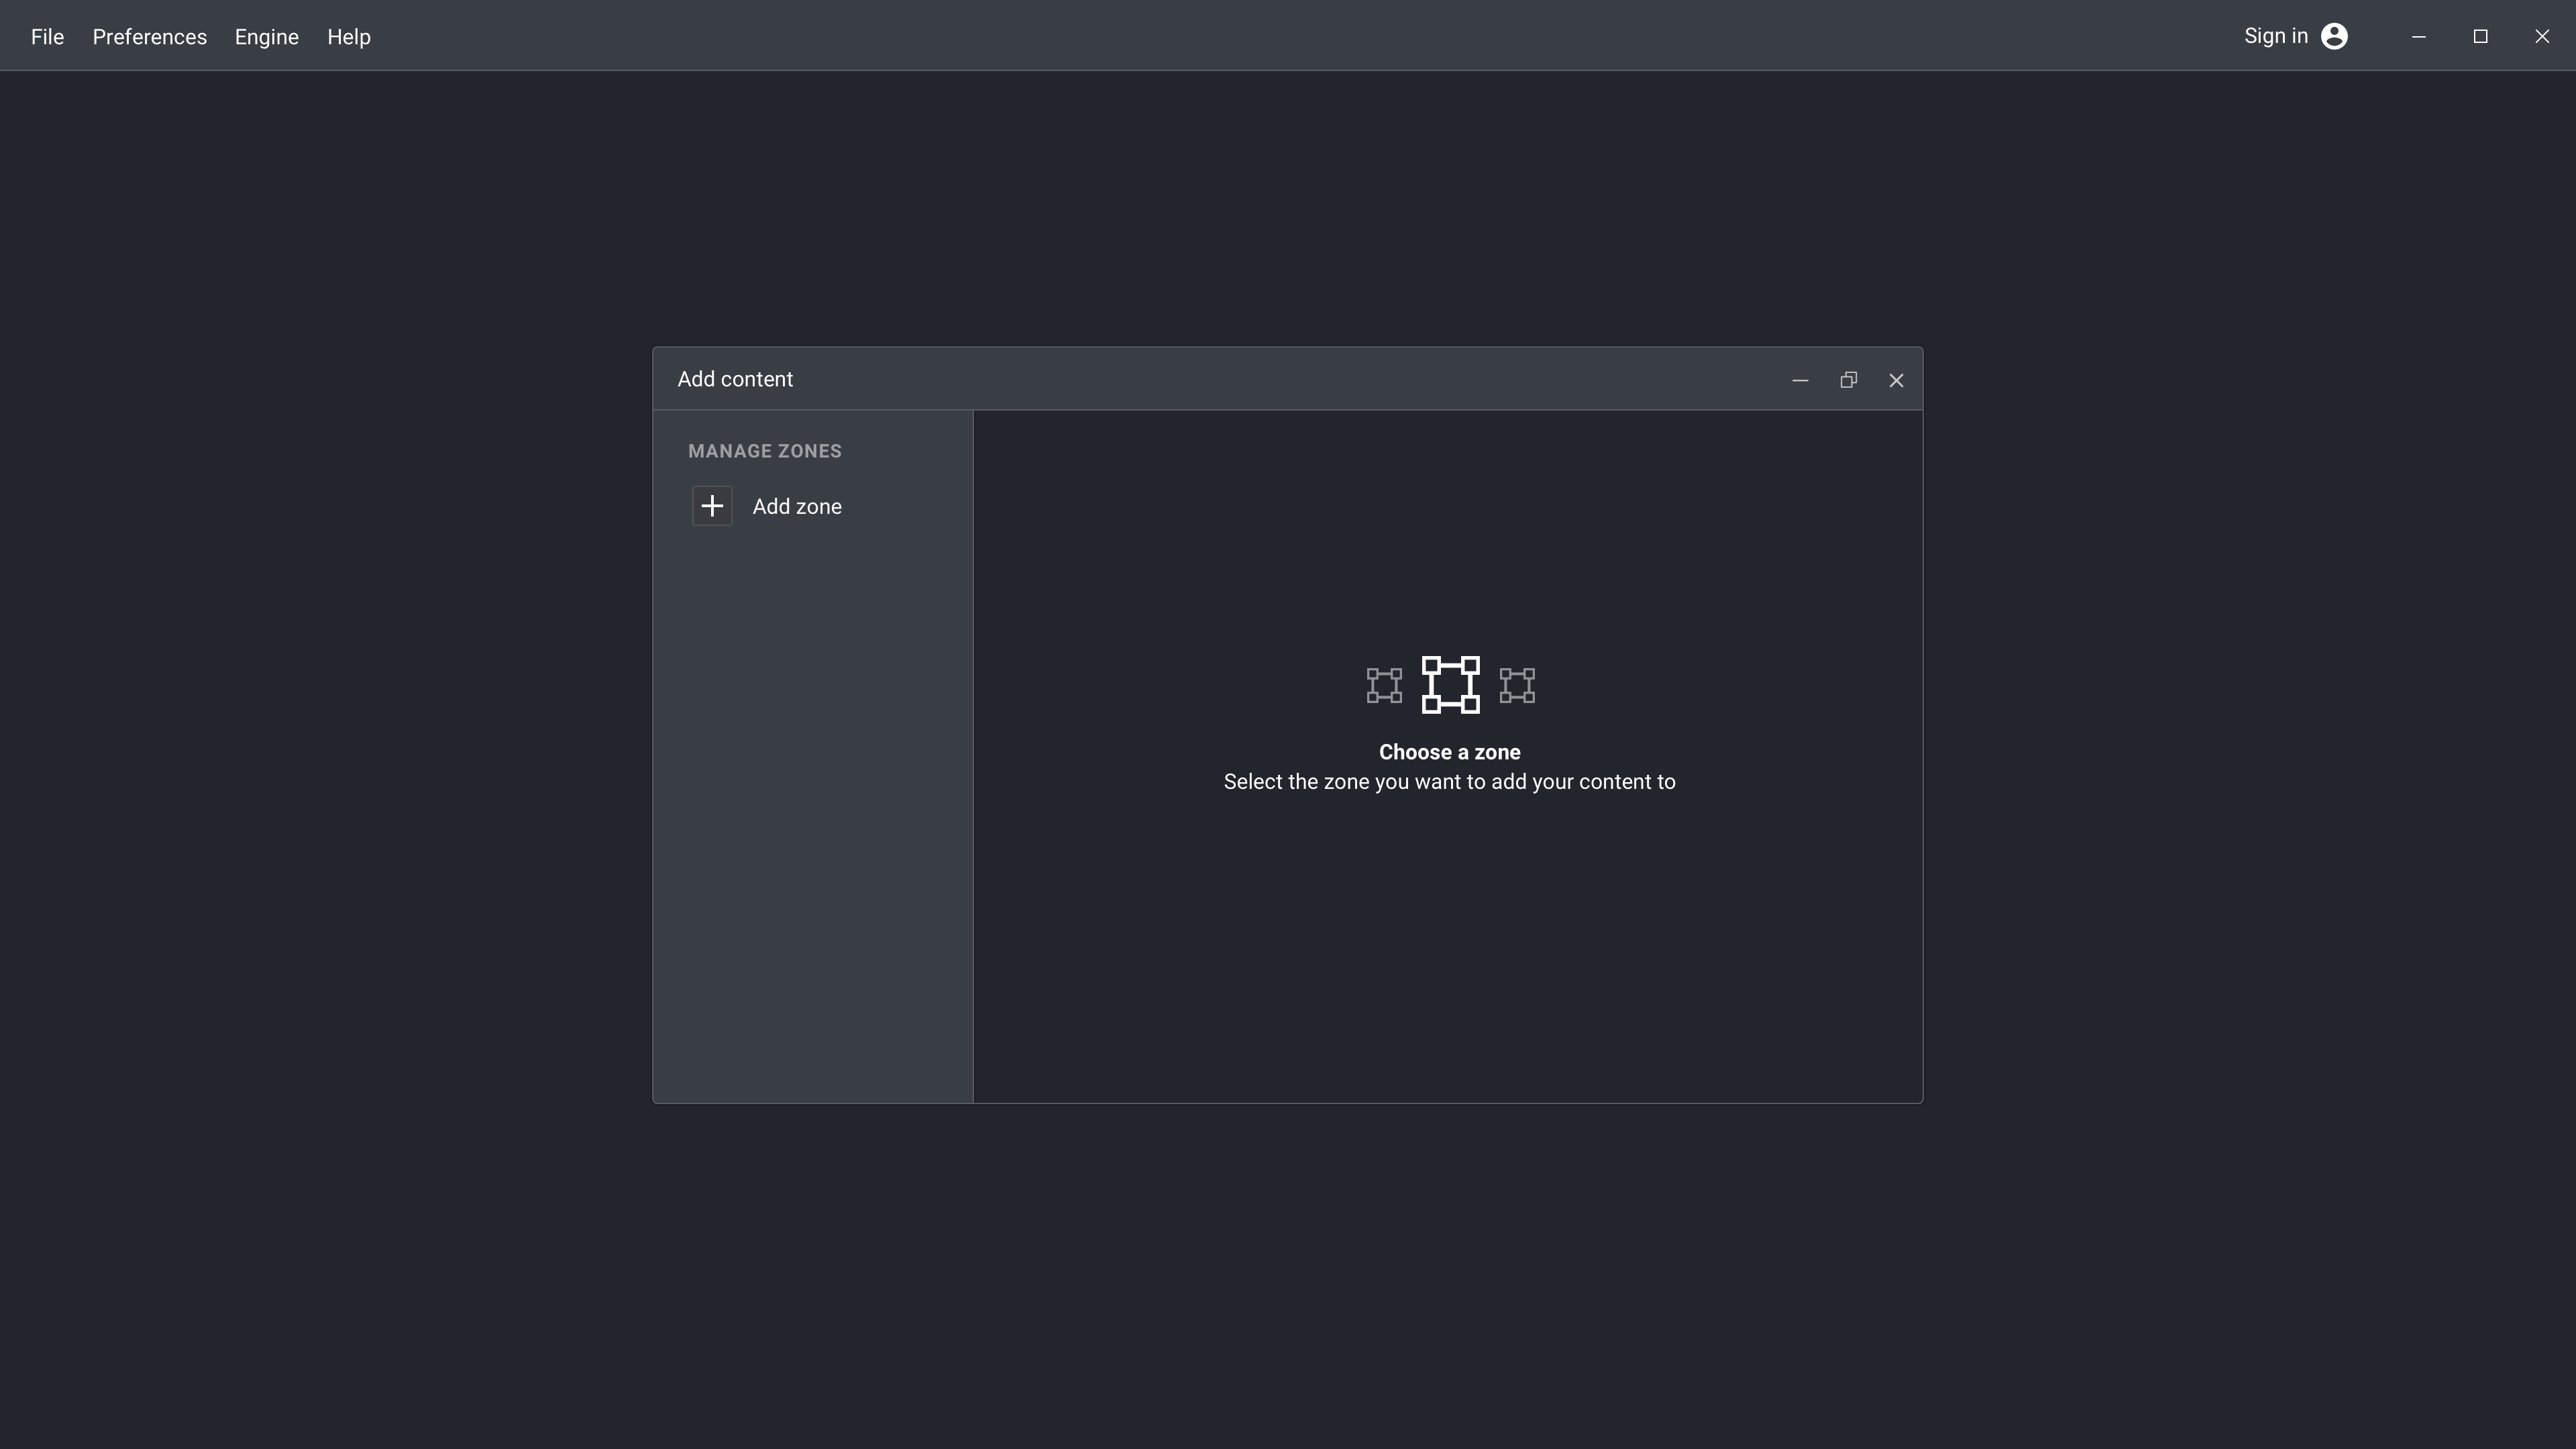 File Preferences Engine Help Sign in
Add content
MANAGE ZONES
Add zone
Choose a zone
Select the zone you want to add your content to